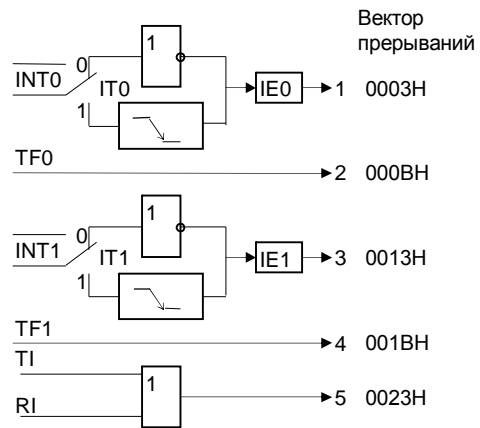 Вектор
прерываний
1
0
INT0
IT0
IE0
1 0003H
1
TF0
2 000BH
1
0
INT1
IT1
IE1
3 0013H
1
TF1
4 001BH
TI
1
5 0023H
RI